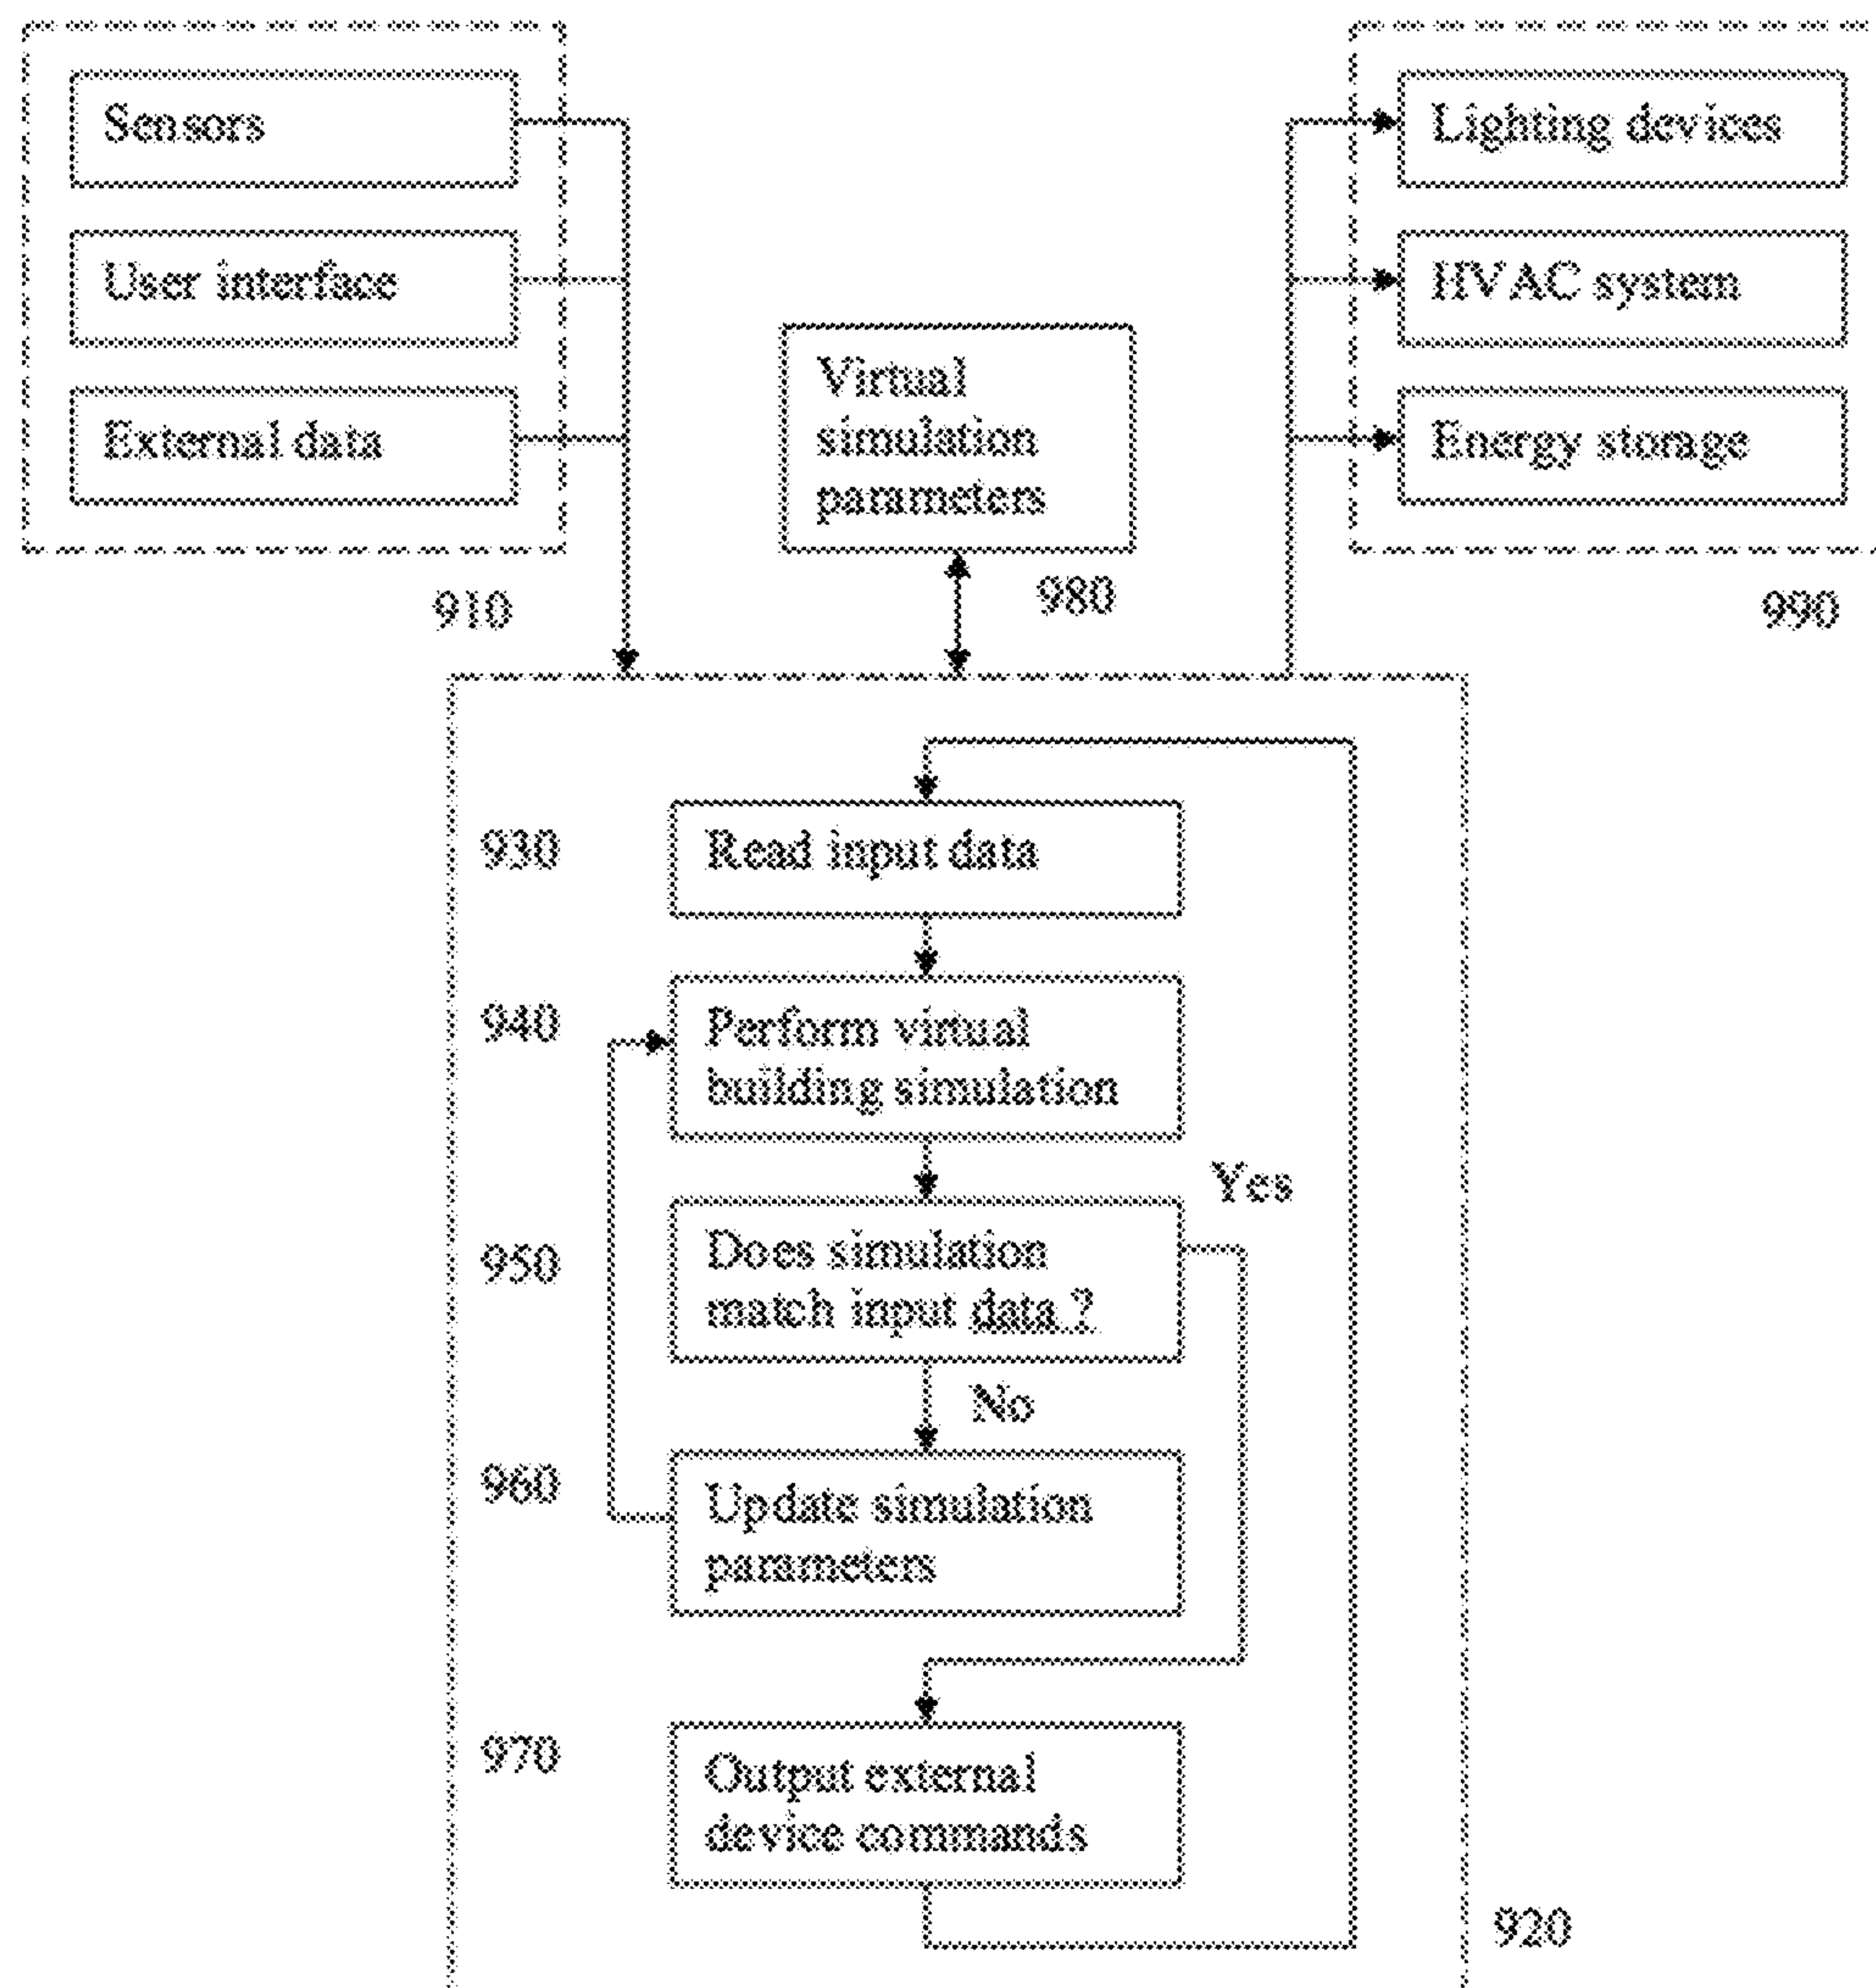 Sensors
User interface
External data
910
Virtual
simulation
parameters
980
Lighting devices
HVAC system
Energy storage
990
930
Read input data
940
Perform virtual
building simulation
Yes
950
Does simulation
match input data ?
No
960
Update simulation
parameters
970
Output external
device commands
920